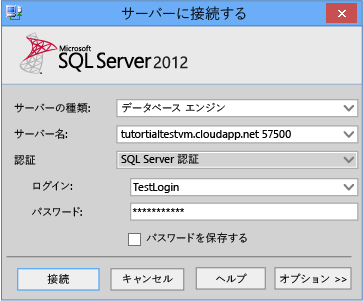 サーバーに接続する
Microsoft
SQL Server 2012
サーバーの種類: データベース エンジン
サーバー名: tutortialtestvm.cloudapp.net 57500
認証 SQL Server 認証
ログイン: TestLogin
パスワード: ***********
パスワードを保存する
接続 キャンセル ヘルプ オプション >>